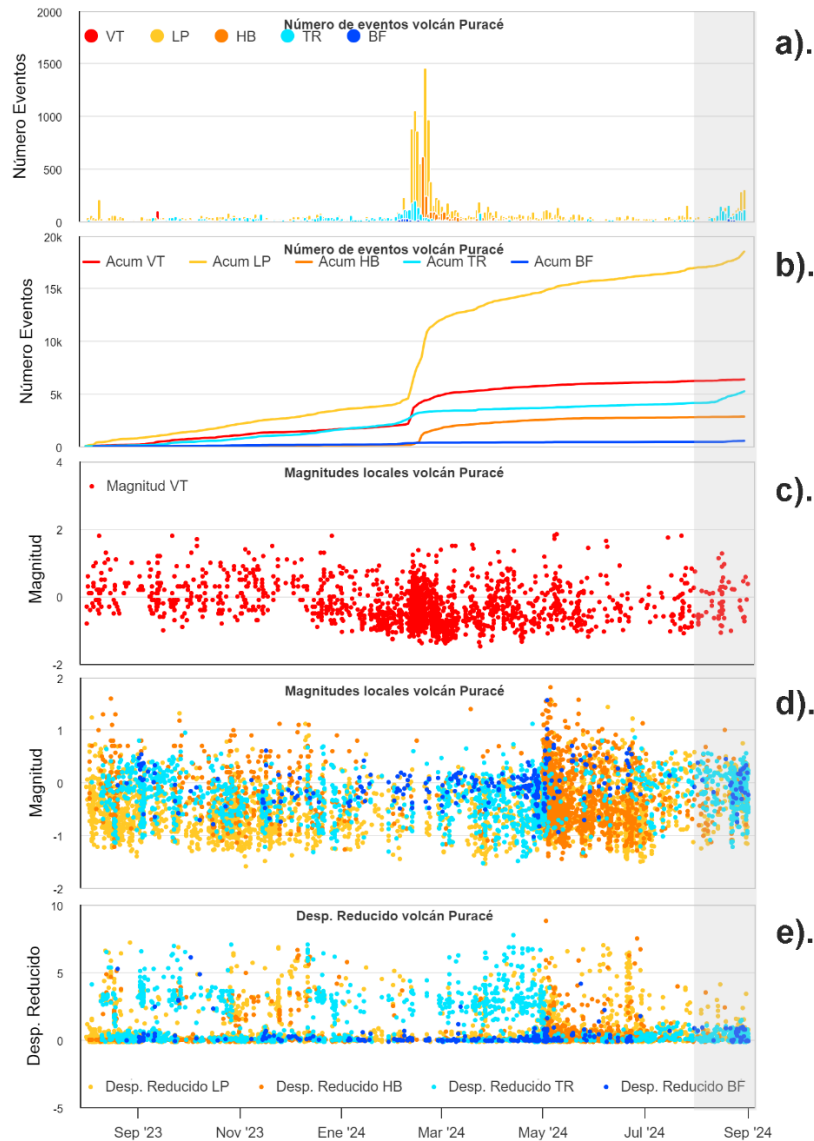 Número de eventos volcán Puracé
VT LP HB TR BF
a).
2000
1500
1000
500
0
Número Eventos
Número de eventos volcán Puracé
Acum VT Acum LP Acum HB Acum TR Acum BF
b).
20k
15k
10k
5k
0
Número Eventos
Magnitudes locales volcán Puracé
Magnitud VT
c).
4
2
0
-2
Magnitud
Magnitudes locales volcán Puracé
d).
2
1
0
-1
-2
Magnitud
Desp. Reducido volcán Puracé
e).
10
5
0
-5
Desp. Reducido
Desp. Reducido LP Desp. Reducido HB Desp. Reducido TR Desp. Reducido BF
Sep '23 Nov '23 Ene '24 Mar '24 May '24 Jul '24 Sep '24